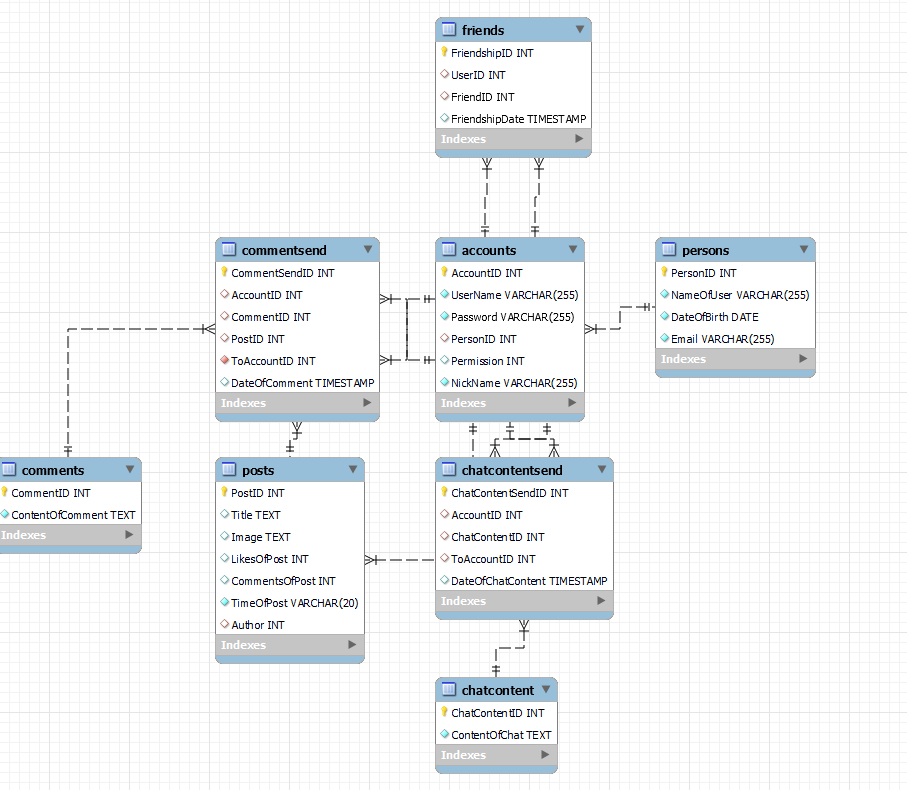 friends
FriendshipID INT
UserID INT
FriendID INT
FriendshipDate TIMESTAMP
Indexes
commentsend
CommentSendID INT
AccountID INT
CommentID INT
PostID INT
ToAccountID INT
DateOfComment TIMESTAMP
Indexes
accounts
AccountID INT
UserName VARCHAR(255)
Password VARCHAR(255)
PersonID INT
Permission INT
NickName VARCHAR(255)
Indexes
persons
PersonID INT
NameOfUser VARCHAR(255)
DateOfBirth DATE
Email VARCHAR(255)
Indexes
comments
CommentID INT
ContentOfComment TEXT
Indexes
posts
PostID INT
Title TEXT
Image TEXT
LikesOfPost INT
CommentsOfPost INT
TimeOfPost VARCHAR(20)
Author INT
Indexes
chatcontentsend
ChatContentSendID INT
AccountID INT
ChatContentID INT
ToAccountID INT
DateOfChatContent TIMESTAMP
Indexes
chatcontent
ChatContentID INT
ContentOfChat TEXT
Indexes